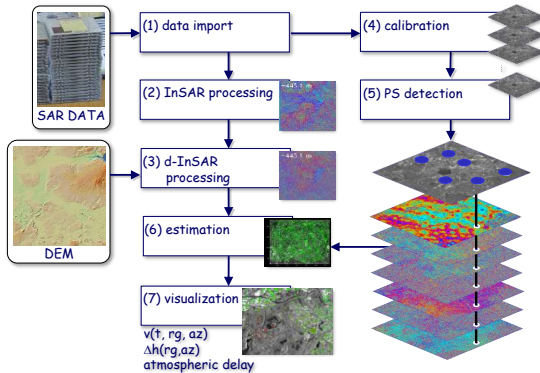 (1) data import
(4) calibration
SAR DATA
(2) InSAR processing
(5) PS detection
(3) d-InSAR
processing
DEM
(6) estimation
(7) visualization
v(t, rg, az)
Δh(rg,az)
atmospheric delay